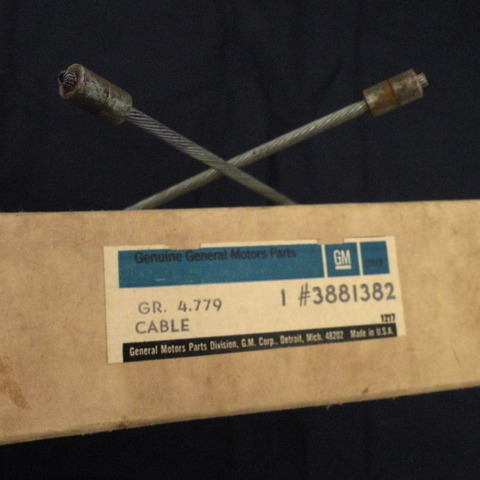 Genuine General Motors Parts
GM
GR. 4.779
1 #3881382
CABLE
1217
General Motors Parts Division, G.M. Corp., Detroit, Mich. 48202 Made in U.S.A.